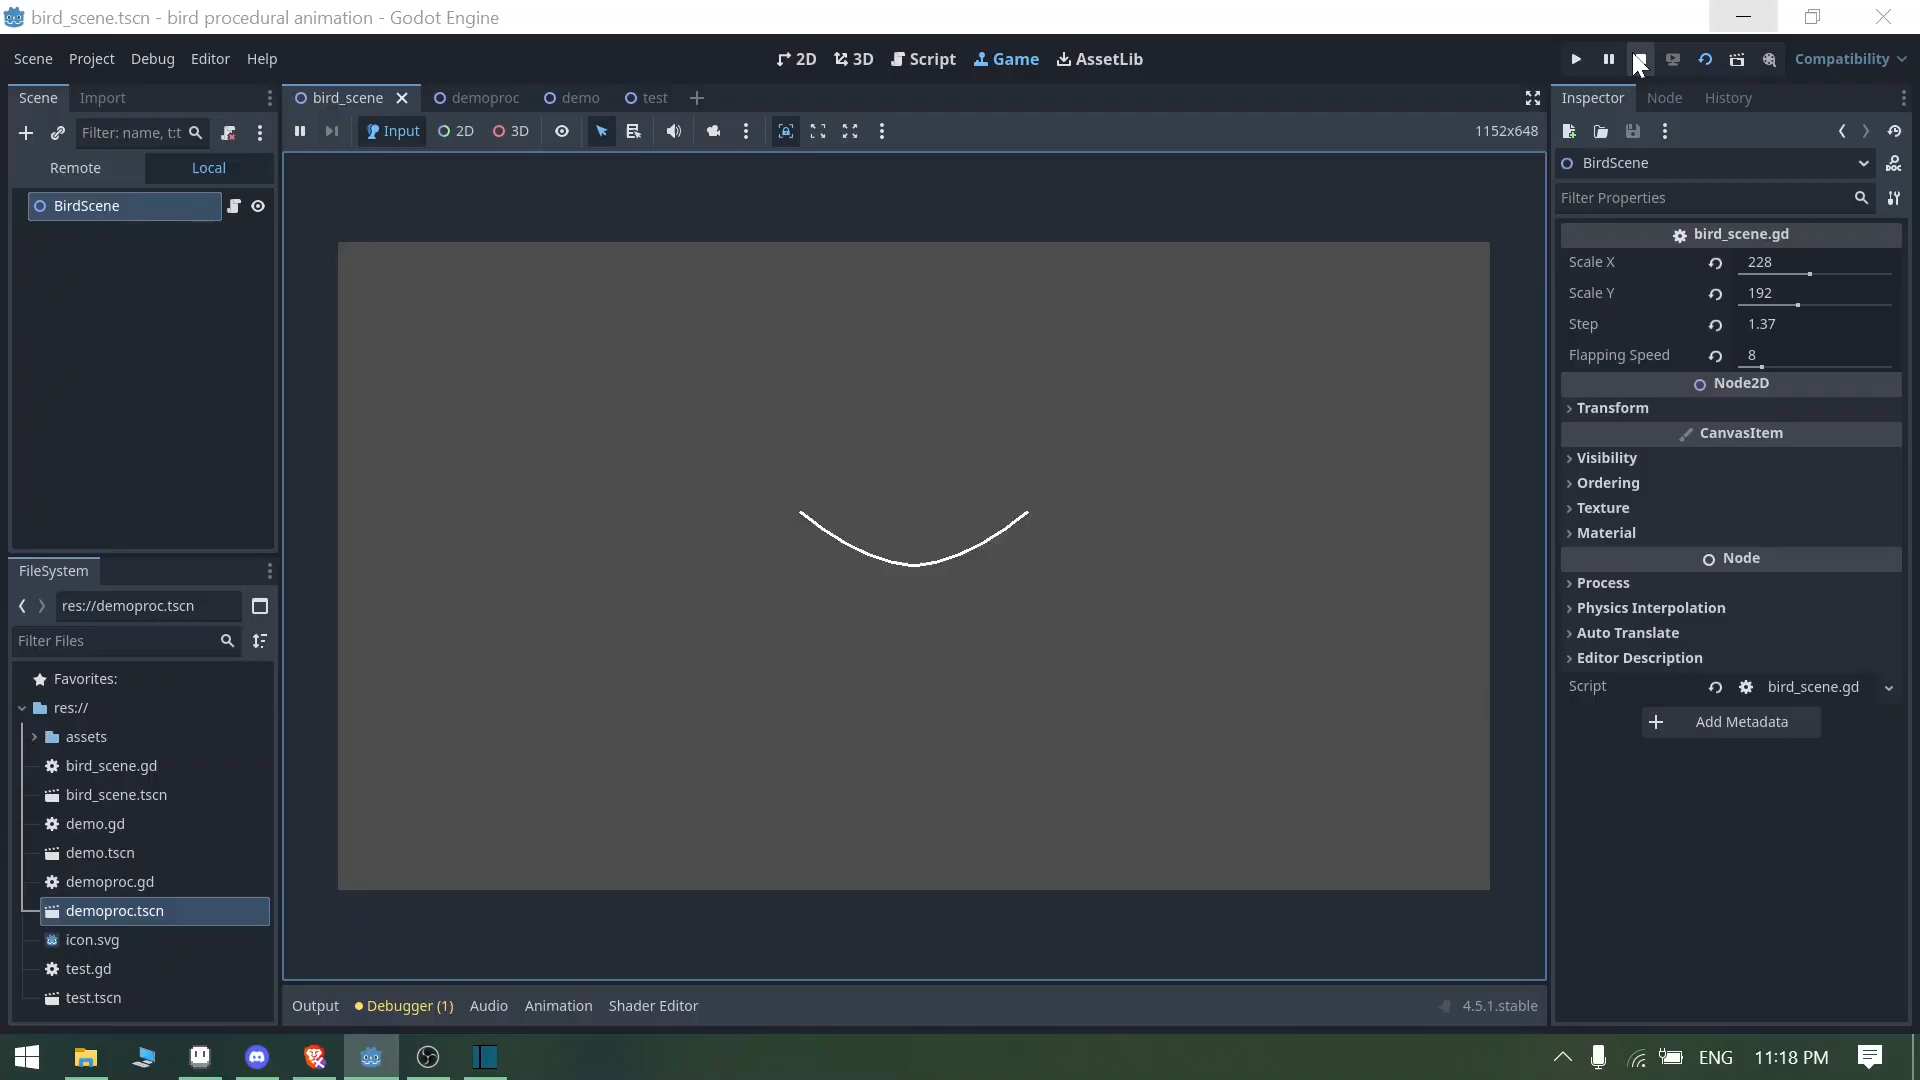 bird_scene.tscn - bird procedural animation - Godot Engine
Scene Project Debug Editor Help
2D 3D Script Game AssetLib
Compatibility
Scene Import
bird_scene demoproc demo test
Inspector Node History
Filter: name, t:t
Input 2D 3D
1152x648
Remote Local
BirdScene
BirdScene
DOC
Filter Properties
bird_scene.gd
Scale X 228
Scale Y 192
Step 1.37
Flapping Speed 8
Node2D
Transform
CanvasItem
Visibility
Ordering
Texture
Material
Node
Process
Physics Interpolation
Auto Translate
Editor Description
Script bird_scene.gd
Add Metadata
FileSystem
res://demoproc.tscn
Filter Files
Favorites:
res://
assets
bird_scene.gd
bird_scene.tscn
demo.gd
demo.tscn
demoproc.gd
demoproc.tscn
icon.svg
test.gd
test.tscn
Output Debugger (1) Audio Animation Shader Editor
4.5.1.stable
ENG 11:18 PM